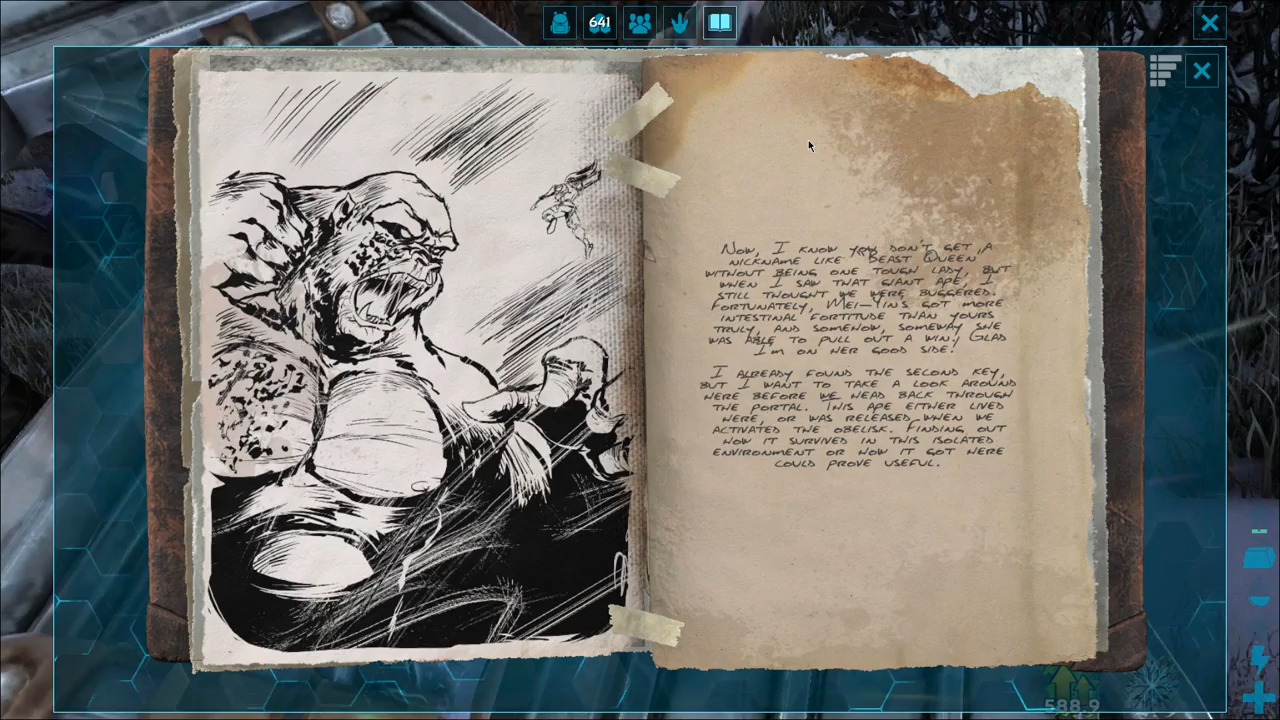 641
Now, I know you don't get a
nickname like Beast Queen
without being one tough lady, but
when I saw that giant ape, I
still thought we were buggered.
Fortunately, Mei-Yin's got more
intestinal fortitude than yours
truly, and somehow, someway she
was able to pull out a win. Glad
I'm on her good side!
I already found the second key,
but I want to take a look around
here before we head back through
the portal. This ape either lived
here, or was released when we
activated the obelisk. Finding out
how it survived in this isolated
environment or how it got here
could prove useful.
588.9